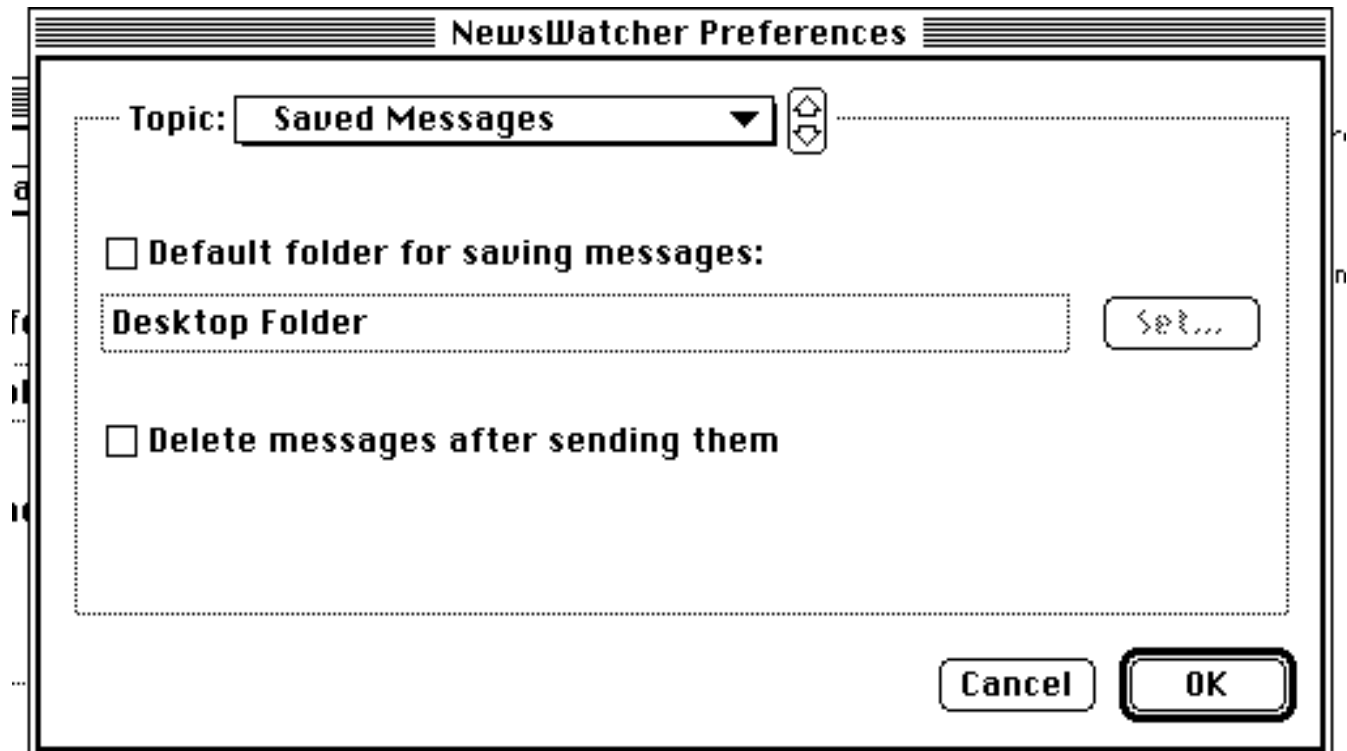 NewsWatcher Preferences
Topic: Saved Messages
Default folder for saving messages:
Desktop Folder Set...
Delete messages after sending them
Cancel OK